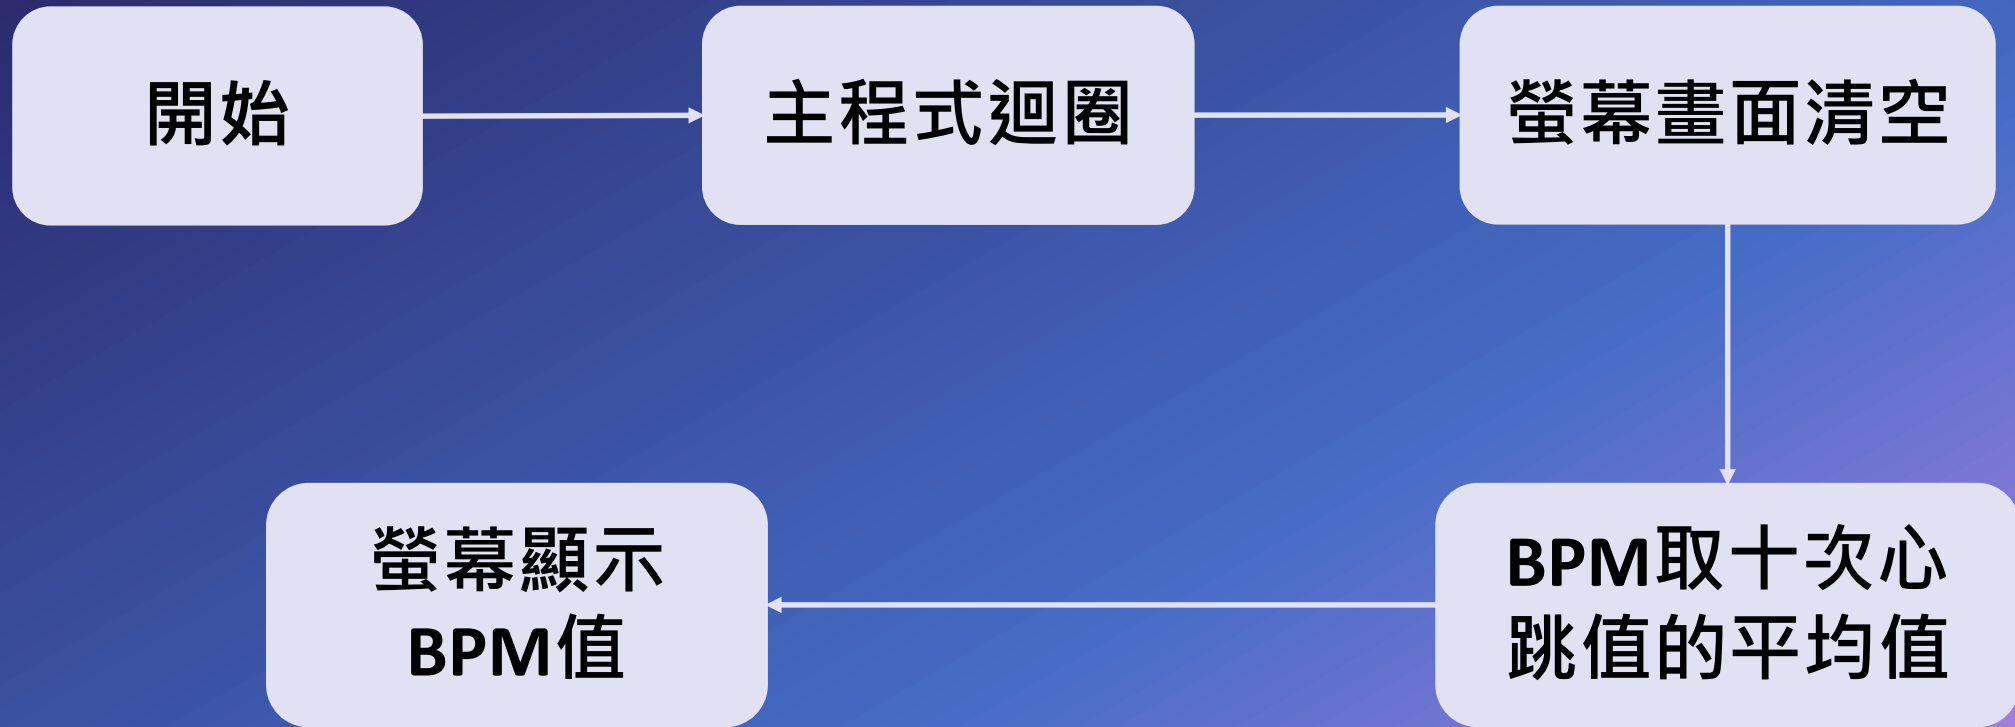 開始
主程式迴圈
螢幕畫面清空
BPM取十次心
跳值的平均值
螢幕顯示
BPM值